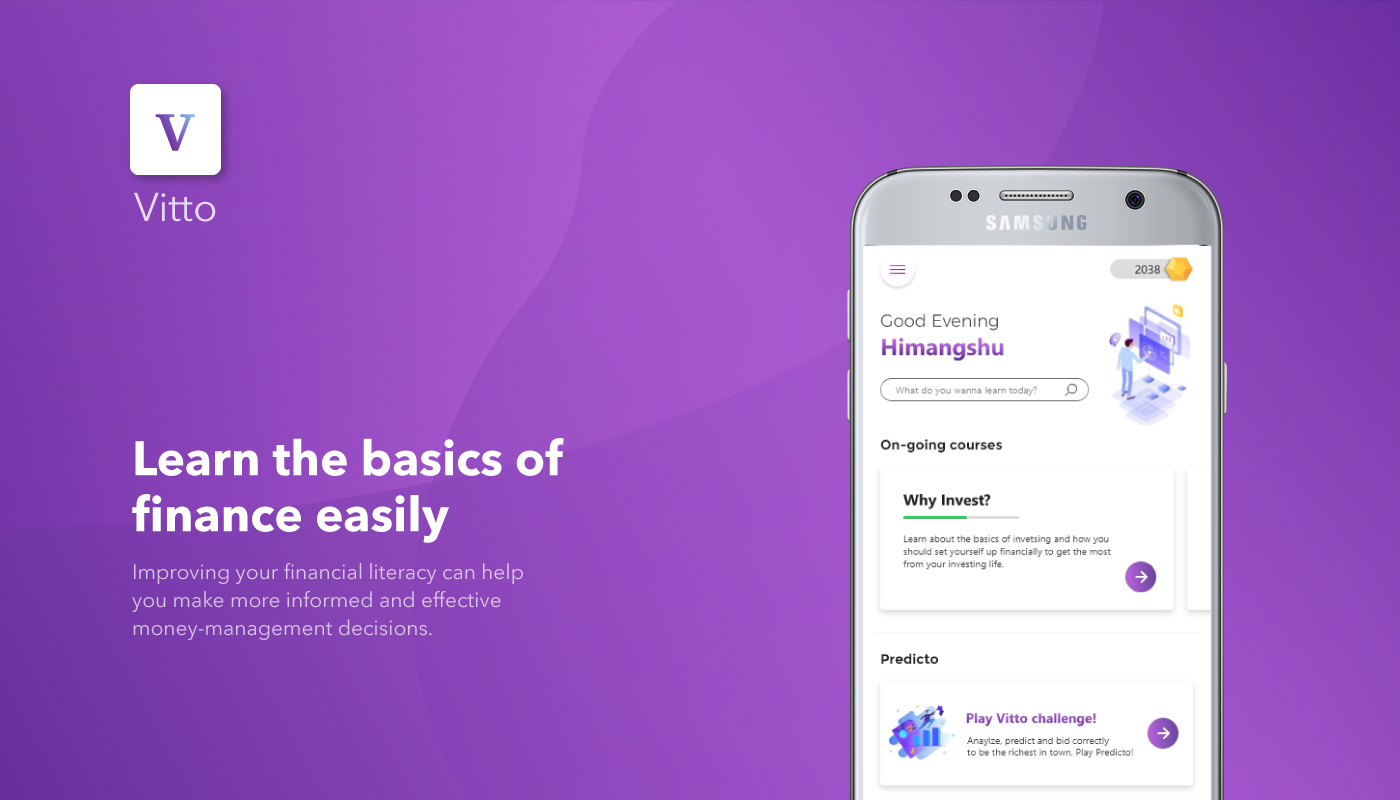 V
Vitto
Learn the basics of
finance easily
Improving your financial literacy can help
you make more informed and effective
money-management decisions.
SAMSUNG
2038
Good Evening
Himangshu
What do you wanna learn today?
On-going courses
Why Invest?
Learn about the basics of invetsing and how you
should set yourself up financially to get the most
from your investing life.
Predicto
Play Vitto challenge!
Anaylze, predict and bid correctly
to be the richest in town. Play Predicto!